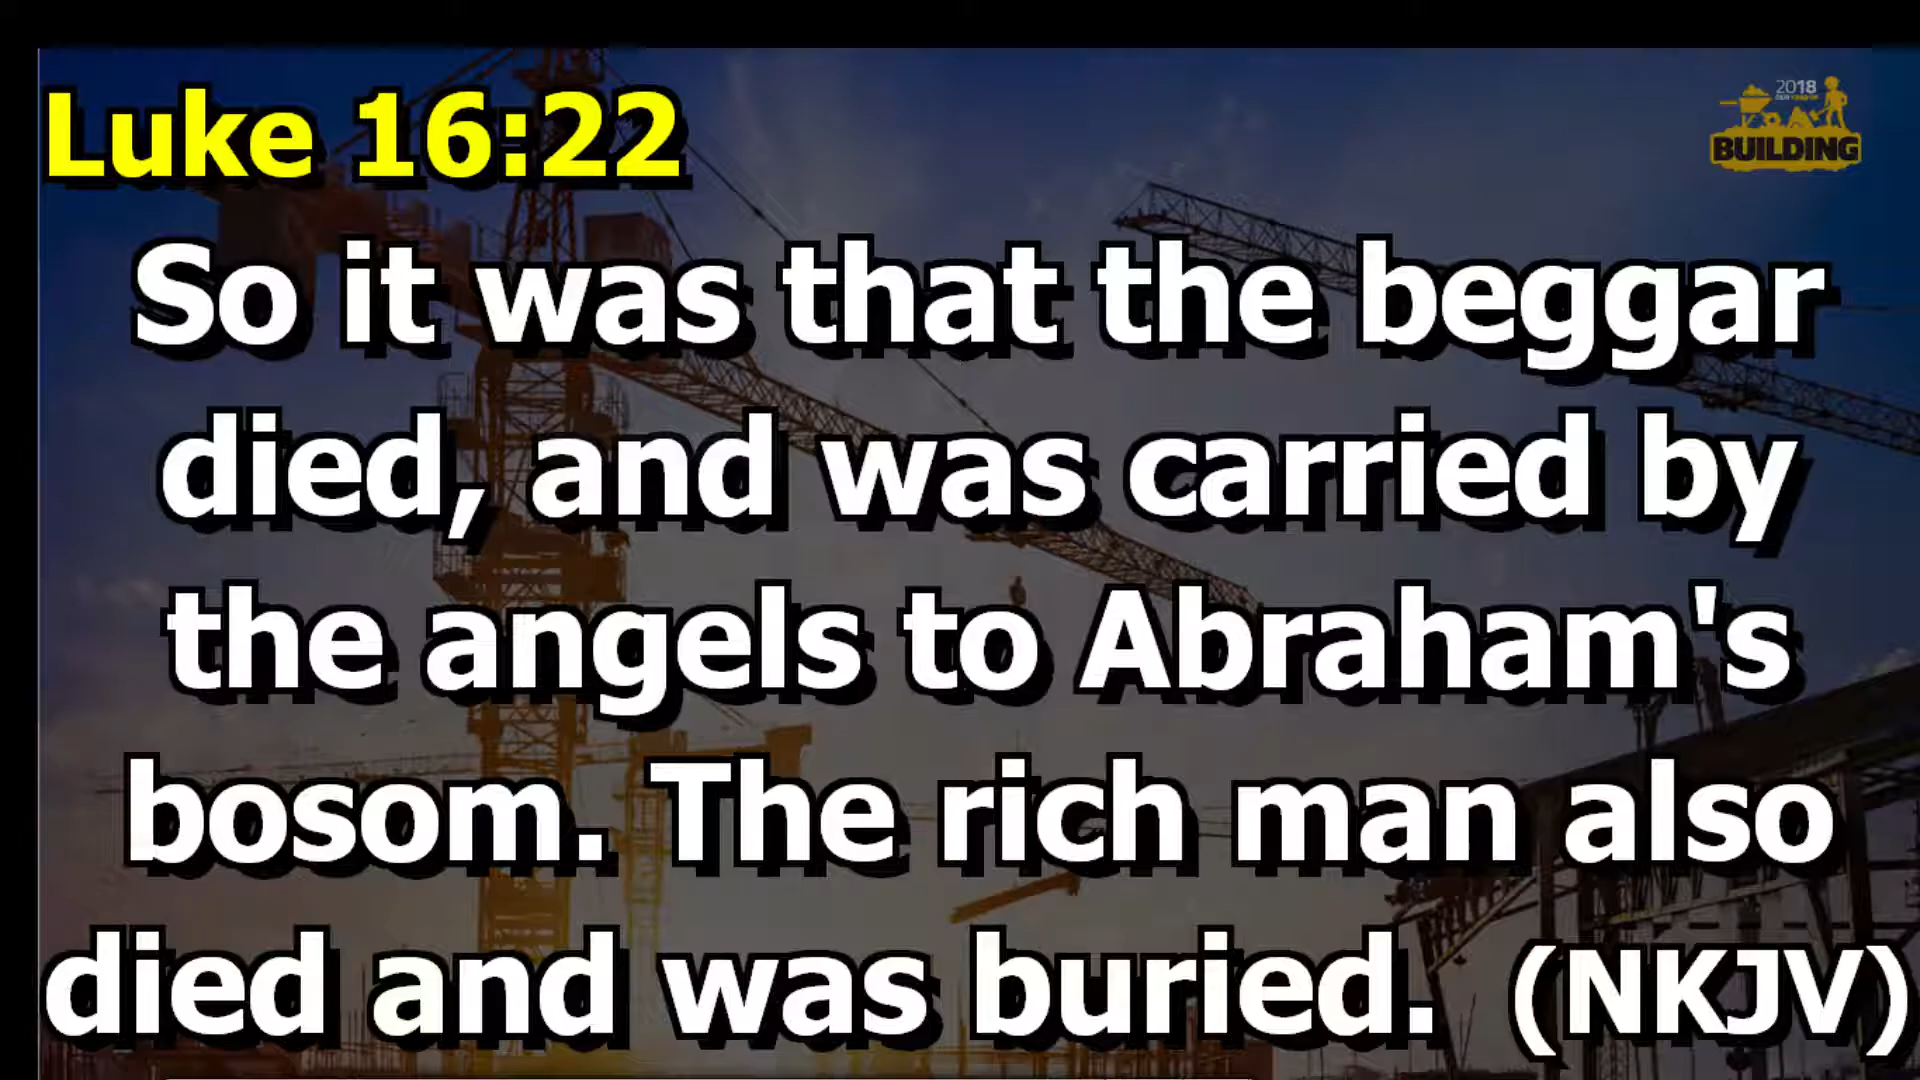 Luke 16:22
2018
BUILDING
So it was that the beggar
died, and was carried by
the angels to Abraham's
bosom. The rich man also
died and was buried. (NKJV)